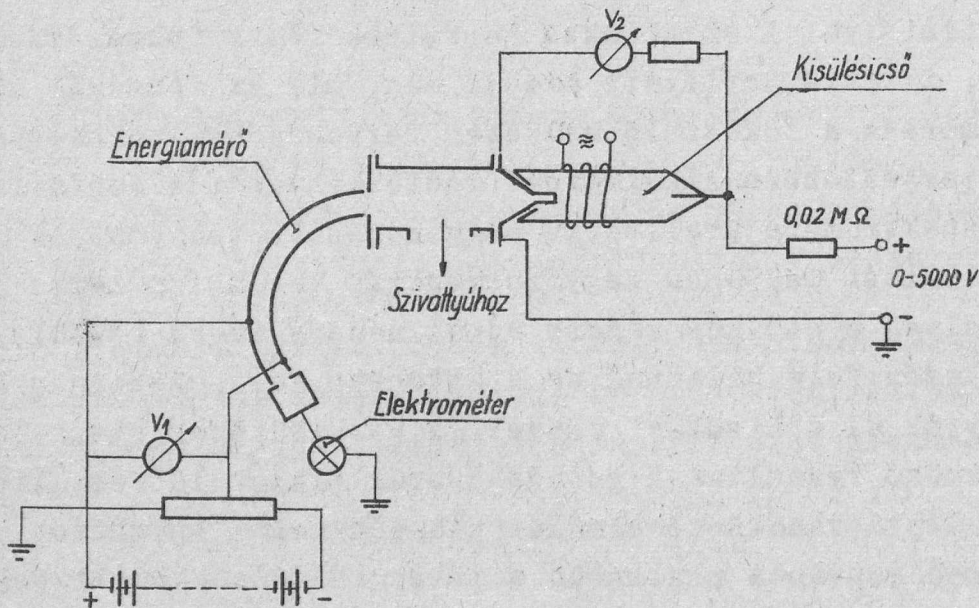 V2
Kisülésicső
Energiamérő
≈
0,02 MΩ
+
0-5000 V
-
Szivattyúhoz
Elektrométer
V1
+
-